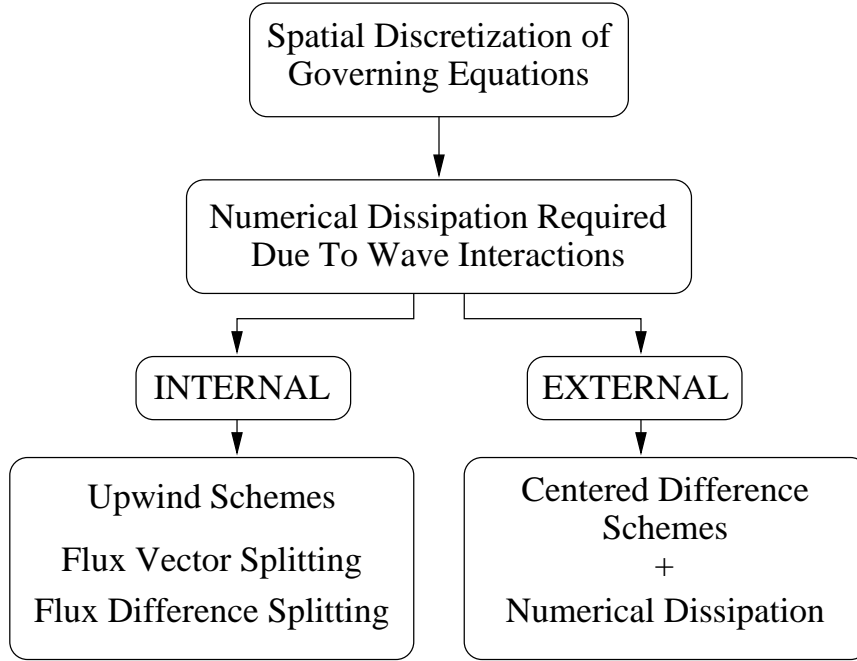 Spatial Discretization of
Governing Equations
Numerical Dissipation Required
Due To Wave Interactions
INTERNAL
EXTERNAL
Upwind Schemes
Flux Vector Splitting
Flux Difference Splitting
Centered Difference
Schemes
+
Numerical Dissipation